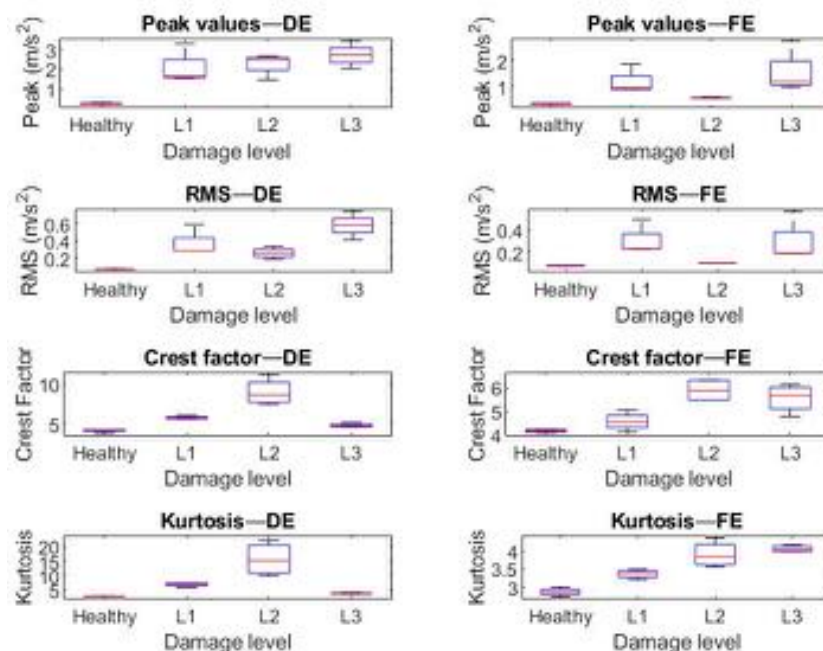 Peak values—DE
Peak (m/s²)
3
2
1
Healthy L1 L2 L3
Damage level
Peak values—FE
Peak (m/s²)
2
1
Healthy L1 L2 L3
Damage level
RMS—DE
RMS (m/s²)
0.6
0.4
0.2
Healthy L1 L2 L3
Damage level
RMS—FE
RMS (m/s²)
0.4
0.2
Healthy L1 L2 L3
Damage level
Crest factor—DE
Crest Factor
10
5
Healthy L1 L2 L3
Damage level
Crest factor—FE
Crest Factor
6
5
4
Healthy L1 L2 L3
Damage level
Kurtosis—DE
Kurtosis
20
15
10
5
Healthy L1 L2 L3
Damage level
Kurtosis—FE
Kurtosis
4
3.5
3
Healthy L1 L2 L3
Damage level